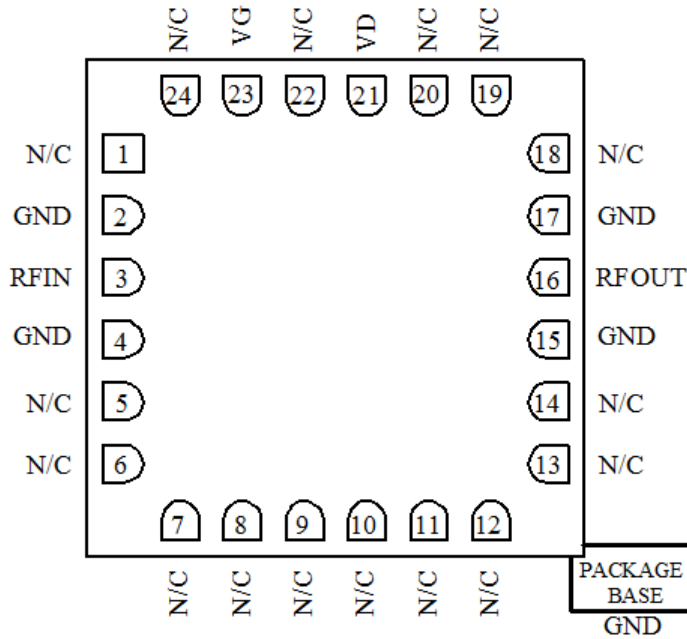 N/C VG N/C VD N/C N/C
24 23 22 21 20 19
N/C 1 18 N/C
GND 2 17 GND
RFIN 3 16 RFOUT
GND 4 15 GND
N/C 5 14 N/C
N/C 6 13 N/C
7 8 9 10 11 12
N/C N/C N/C N/C N/C N/C
PACKAGE
BASE
GND